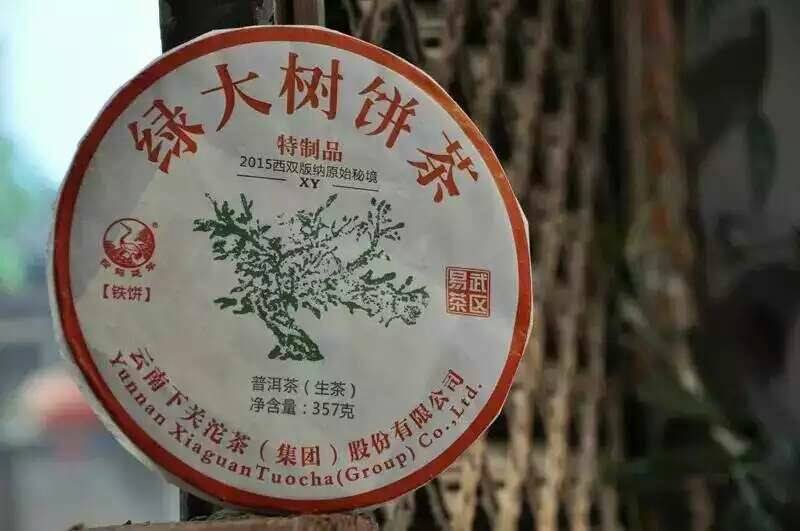 绿大树饼茶
特制品
2015西双版纳原始秘境
XY
®
【铁饼】
易武
茶区
普洱茶（生茶）
净含量：357克
云南下关沱茶（集团）股份有限公司
Yunnan XiaguanTuocha(Group) Co.,Ltd.